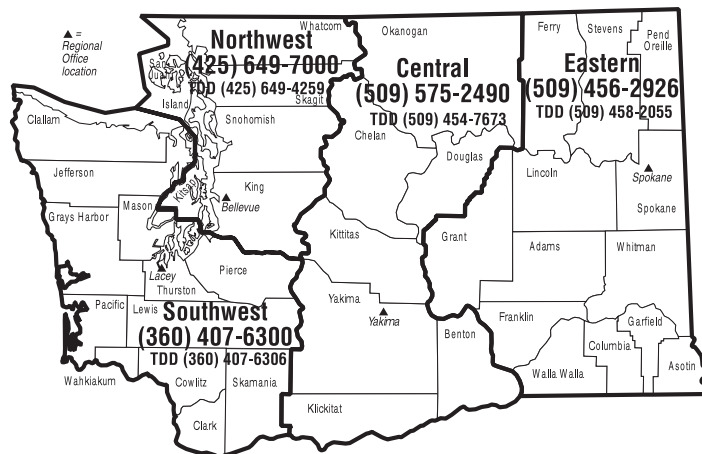 ▲ =
Regional
Office
location
Northwest
(425) 649-7000
TDD (425) 649-4259
Central
(509) 575-2490
TDD (509) 454-7673
Eastern
(509) 456-2926
TDD (509) 458-2055
Southwest
(360) 407-6300
TDD (360) 407-6306
Whatcom
San
Juan
Island
Skagit
Snohomish
King
Bellevue
Kitsap
Clallam
Jefferson
Mason
Grays Harbor
Lacey
Thurston
Pierce
Pacific
Lewis
Wahkiakum
Cowlitz
Skamania
Clark
Okanogan
Chelan
Douglas
Kittitas
Yakima
Yakima
Benton
Klickitat
Ferry
Stevens
Pend
Oreille
Lincoln
Spokane
Spokane
Grant
Adams
Whitman
Franklin
Garfield
Columbia
Walla Walla
Asotin